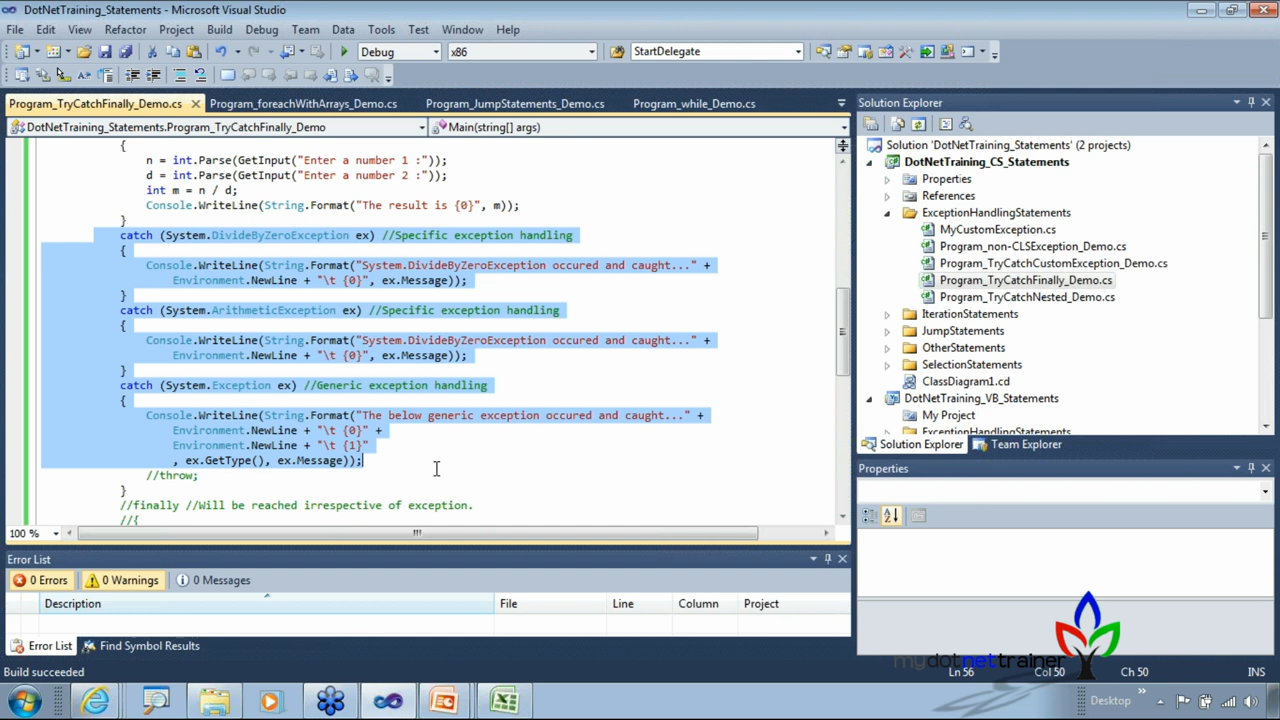 DotNetTraining_Statements - Microsoft Visual Studio
File Edit View Refactor Project Build Debug Team Data Tools Test Window Help
Debug x86 StartDelegate
Program_TryCatchFinally_Demo.cs Program_foreachWithArrays_Demo.cs Program_JumpStatements_Demo.cs Program_while_Demo.cs
DotNetTraining_Statements.Program_TryCatchFinally_Demo Main(string[] args)
{
n = int.Parse(GetInput("Enter a number 1 :"));
d = int.Parse(GetInput("Enter a number 2 :"));
int m = n / d;
Console.WriteLine(String.Format("The result is {0}", m));
}
catch (System.DivideByZeroException ex) //Specific exception handling
{
Console.WriteLine(String.Format("System.DivideByZeroException occured and caught..." +
Environment.NewLine + "\t {0}", ex.Message));
}
catch (System.ArithmeticException ex) //Specific exception handling
{
Console.WriteLine(String.Format("System.DivideByZeroException occured and caught..." +
Environment.NewLine + "\t {0}", ex.Message));
}
catch (System.Exception ex) //Generic exception handling
{
Console.WriteLine(String.Format("The below generic exception occured and caught..." +
Environment.NewLine + "\t {0}" +
Environment.NewLine + "\t {1}"
, ex.GetType(), ex.Message));
//throw;
}
//finally //Will be reached irrespective of exception.
//{
100 %
Solution Explorer
Solution 'DotNetTraining_Statements' (2 projects)
DotNetTraining_CS_Statements
Properties
References
ExceptionHandlingStatements
MyCustomException.cs
Program_non-CLSException_Demo.cs
Program_TryCatchCustomException_Demo.cs
Program_TryCatchFinally_Demo.cs
Program_TryCatchNested_Demo.cs
IterationStatements
JumpStatements
OtherStatements
SelectionStatements
ClassDiagram1.cd
DotNetTraining_VB_Statements
My Project
ExceptionHandlingStatements
Solution Explorer Team Explorer
Properties
Error List
0 Errors 0 Warnings 0 Messages
Description File Line Column Project
Error List Find Symbol Results
mydotnettrainer
Build succeeded Ln 56 Col 50 Ch 50 INS
Desktop